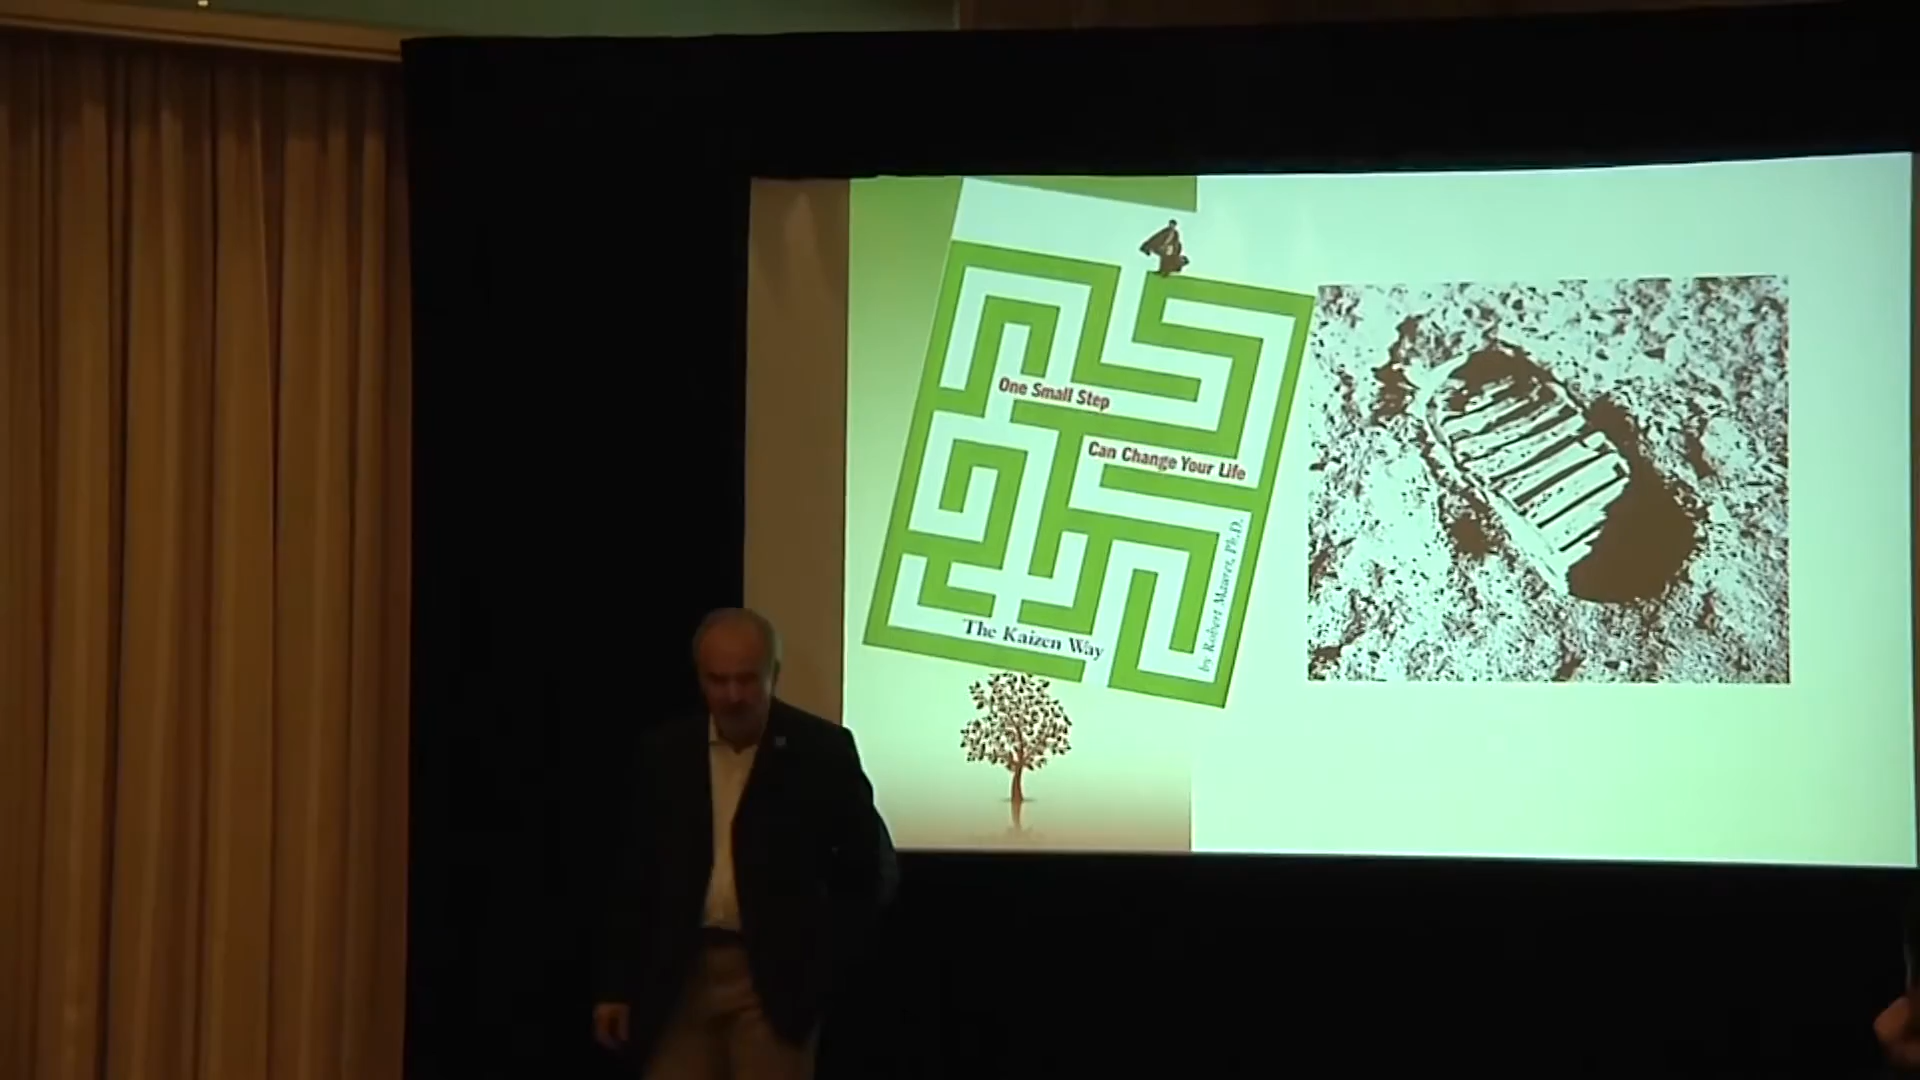 One Small Step
Can Change Your Life
by Robert Maurer, Ph.D.
The Kaizen Way